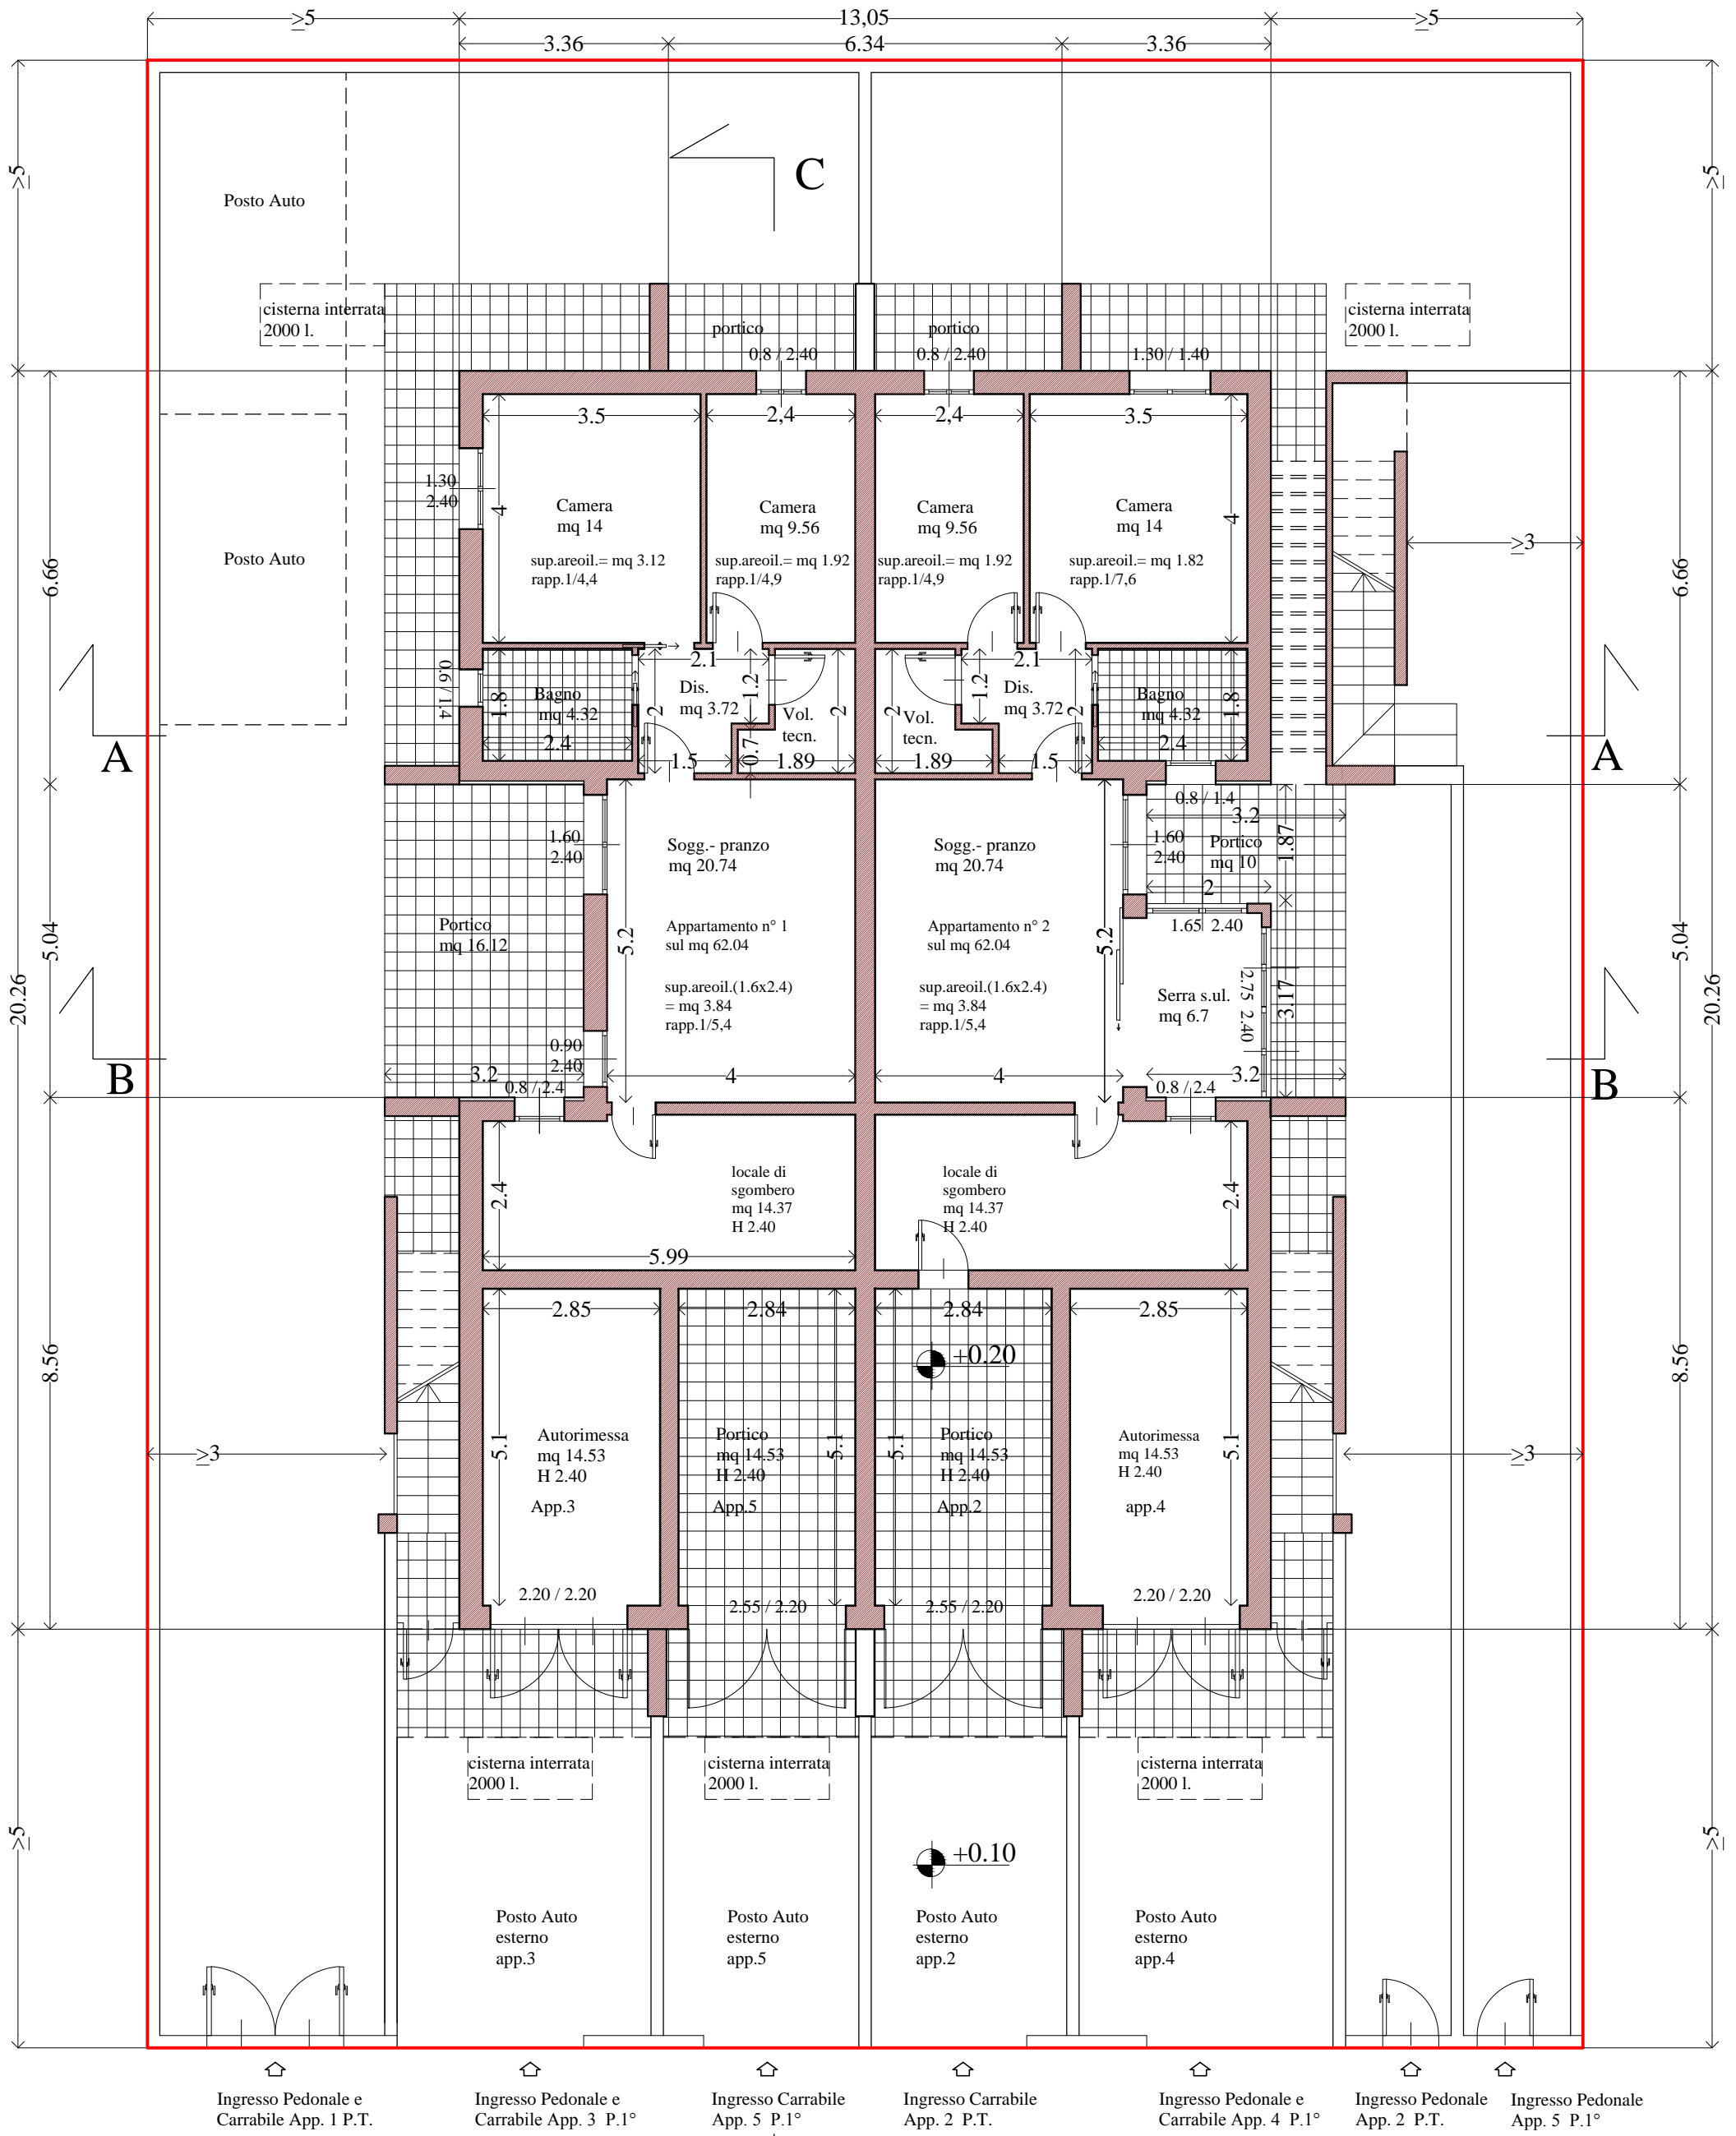 ≥5
13,05
≥5
3.36
6.34
3.36
≥5
≥5
C
Posto Auto
cisterna interrata
2000 l.
portico
portico
cisterna interrata
2000 l.
0.8 / 2.40
0.8 / 2.40
1.30 / 1.40
3.5
2,4
2,4
3.5
1.30
2.40
4
Camera
mq 14
Camera
mq 9.56
Camera
mq 9.56
Camera
mq 14
4
≥3
Posto Auto
sup.areoil.= mq 3.12
rapp.1/4,4
sup.areoil.= mq 1.92
rapp.1/4,9
sup.areoil.= mq 1.92
rapp.1/4,9
sup.areoil.= mq 1.82
rapp.1/7,6
6.66
6.66
0.6 / 1.4
1.8
Bagno
mq 4.32
2.4
2.1
Dis.
mq 3.72
1.2
2
Vol.
tecn.
2
0.7
1.5
1.89
2
Vol.
tecn.
1.89
1.2
2.1
Dis.
mq 3.72
2
1.5
Bagno
mq 4.32
1.8
2.4
A
A
0.8 / 1.4
3.2
1.60
2.40
Sogg.- pranzo
mq 20.74
Sogg.- pranzo
mq 20.74
1.60
2.40
Portico
mq 10
1.87
2
Portico
mq 16.12
5.2
Appartamento n° 1
sul mq 62.04
Appartamento n° 2
sul mq 62.04
5.2
1.65 2.40
5.04
5.04
20.26
20.26
sup.areoil.(1.6x2.4)
= mq 3.84
rapp.1/5,4
sup.areoil.(1.6x2.4)
= mq 3.84
rapp.1/5,4
Serra s.ul.
mq 6.7
2.75 2.40
3.17
0.90
2.40
B
B
3.2
0.8 / 2.4
4
4
3.2
0.8 / 2.4
2.4
locale di
sgombero
mq 14.37
H 2.40
locale di
sgombero
mq 14.37
H 2.40
2.4
5.99
2.85
2.84
2.84
2.85
+0.20
8.56
8.56
≥3
≥3
5.1
Autorimessa
mq 14.53
H 2.40
App.3
Portico
mq 14.53
H 2.40
App.5
5.1
5.1
Portico
mq 14.53
H 2.40
App.2
Autorimessa
mq 14.53
H 2.40
app.4
5.1
2.20 / 2.20
2.55 / 2.20
2.55 / 2.20
2.20 / 2.20
cisterna interrata
2000 l.
cisterna interrata
2000 l.
cisterna interrata
2000 l.
≥5
≥5
+0.10
Posto Auto
esterno
app.3
Posto Auto
esterno
app.5
Posto Auto
esterno
app.2
Posto Auto
esterno
app.4
Ingresso Pedonale e
Carrabile App. 1 P.T.
Ingresso Pedonale e
Carrabile App. 3 P.1°
Ingresso Carrabile
App. 5 P.1°
Ingresso Carrabile
App. 2 P.T.
Ingresso Pedonale e
Carrabile App. 4 P.1°
Ingresso Pedonale
App. 2 P.T.
Ingresso Pedonale
App. 5 P.1°